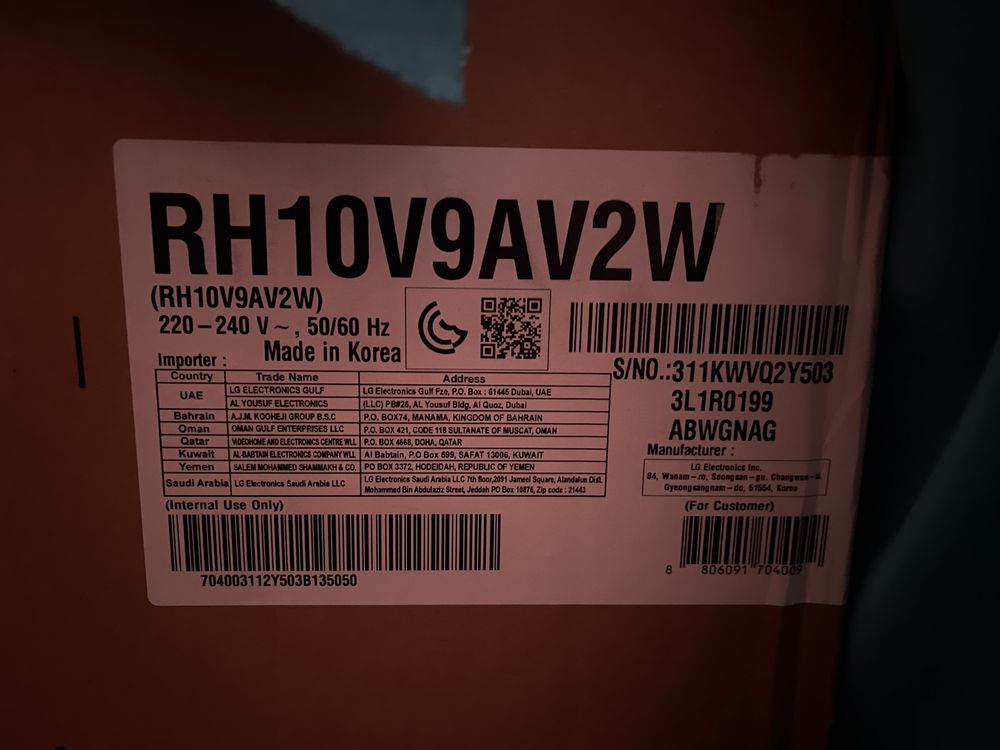 RH10V9AV2W
(RH10V9AV2W)
220-240 V ~, 50/60 Hz
Made in Korea
Importer :
Country Trade Name Address
UAE LG ELECTRONICS GULF LG Electronics Gulf Fze, P.O. Box : 61445 Dubai, UAE
AL YOUSUF ELECTRONICS (LLC) PB#25, AL Yousuf Bldg, Al Quoz, Dubai
Bahrain A.J.M. KOOHEJI GROUP B.S.C P.O. BOX74, MANAMA, KINGDOM OF BAHRAIN
Oman OMAN GULF ENTERPRISES LLC P.O. BOX 421, CODE 118 SULTANATE OF MUSCAT, OMAN
Qatar VIDEOHOME AND ELECTRONICS CENTRE WLL P.O. BOX 4668, DOHA, QATAR
Kuwait AL-BABTAIN ELECTRONICS COMPANY WLL Al Babtain, P.O Box 599, SAFAT 13006, KUWAIT
Yemen SALEM MOHAMMED SHAMMAKH & CO. PO BOX 3372, HODEIDAH, REPUBLIC OF YEMEN
Saudi Arabia LG Electronics Saudi Arabia LLC LG Electronics Saudi Arabia LLC 7th floor,2091 Jameel Square, Alandalus Dist.
Mohammed Bin Abdulaziz Street, Jeddah PO Box 10876, Zip code : 21443
S/NO.:311KWVQ2Y503
3L1R0199
ABWGNAG
Manufacturer :
LG Electronics Inc.
84, Wanam-ro, Seongsan-gu. Changwon-si,
Gyeongsangnam-do, 51554, Korea
(Internal Use Only)
704003112Y503B135050
(For Customer)
8 806091 704009